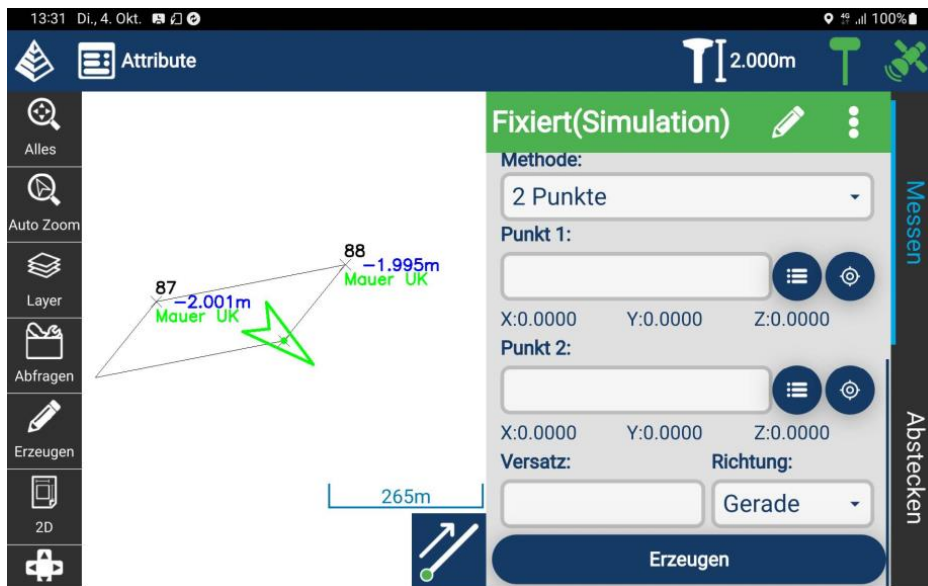 13:31 Di., 4. Okt. 4G 100%
Attribute 2.000m
Alles
Auto Zoom
Layer
Abfragen
Erzeugen
2D
88
-1.995m
Mauer UK
87
-2.001m
Mauer UK
265m
Fixiert(Simulation)
Methode:
2 Punkte
Punkt 1:
X:0.0000 Y:0.0000 Z:0.0000
Punkt 2:
X:0.0000 Y:0.0000 Z:0.0000
Versatz: Richtung:
Gerade
Erzeugen
Messen
Abstecken